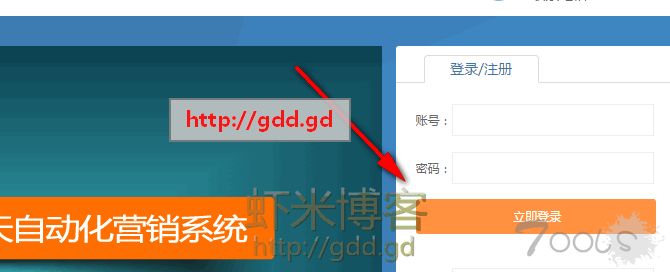 登录/注册
http://gdd.gd
账号：
密码：
立即登录
天自动化营销系统
虾米博客
http://gdd.gd
7ools